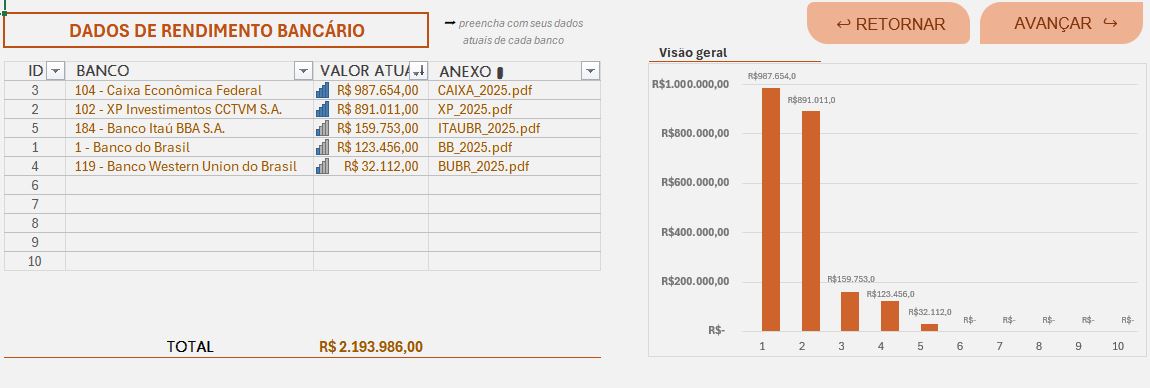 DADOS DE RENDIMENTO BANCÁRIO
preencha com seus dados
atuais de cada banco
↩ RETORNAR
AVANÇAR ↪
ID BANCO VALOR ATUA ANEXO
3 104 - Caixa Econômica Federal R$ 987.654,00 CAIXA_2025.pdf
2 102 - XP Investimentos CCTVM S.A. R$ 891.011,00 XP_2025.pdf
5 184 - Banco Itaú BBA S.A. R$ 159.753,00 ITAUBR_2025.pdf
1 1 - Banco do Brasil R$ 123.456,00 BB_2025.pdf
4 119 - Banco Western Union do Brasil R$ 32.112,00 BUBR_2025.pdf
6
7
8
9
10
TOTAL R$ 2.193.986,00
Visão geral
R$1.000.000,00
R$800.000,00
R$600.000,00
R$400.000,00
R$200.000,00
R$-
R$987.654,0
R$891.011,0
R$159.753,0
R$123.456,0
R$32.112,0
R$- R$- R$- R$- R$-
1 2 3 4 5 6 7 8 9 10